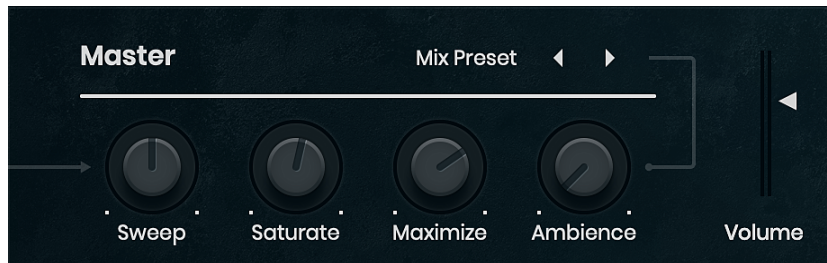 Master
Mix Preset
Sweep
Saturate
Maximize
Ambience
Volume